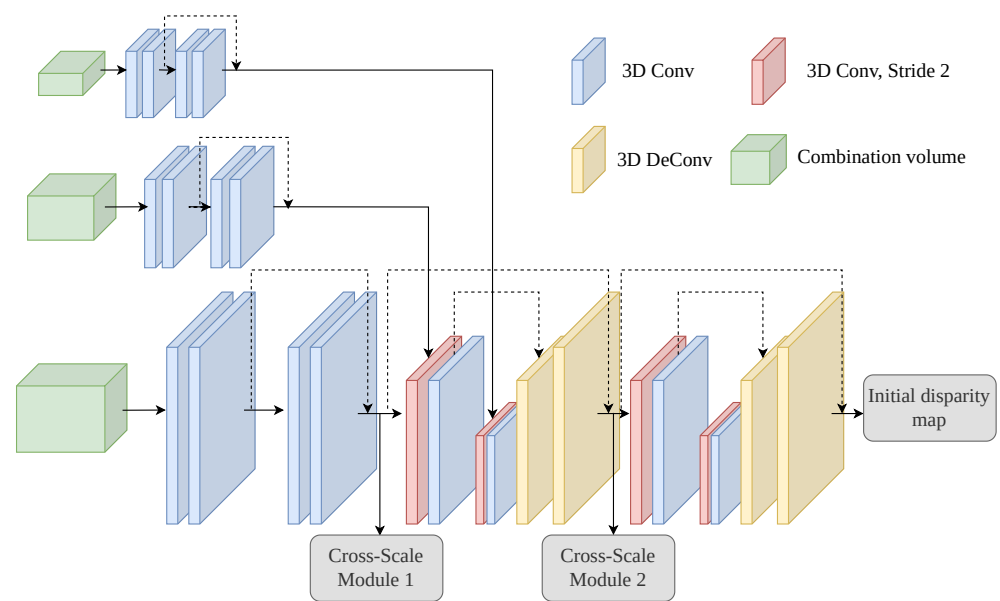 3D Conv
3D Conv, Stride 2
3D DeConv
Combination volume
Initial disparity
map
Cross-Scale
Module 1
Cross-Scale
Module 2